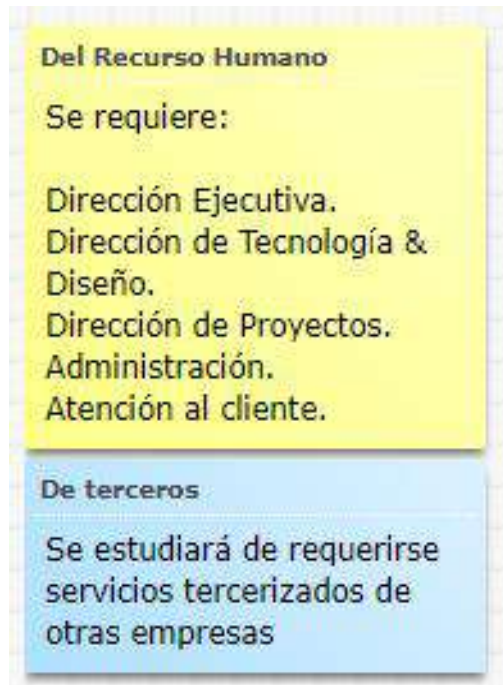 Del Recurso Humano
Se requiere:
Dirección Ejecutiva.
Dirección de Tecnología &
Diseño.
Dirección de Proyectos.
Administración.
Atención al cliente.
De terceros
Se estudiará de requerirse
servicios tercerizados de
otras empresas